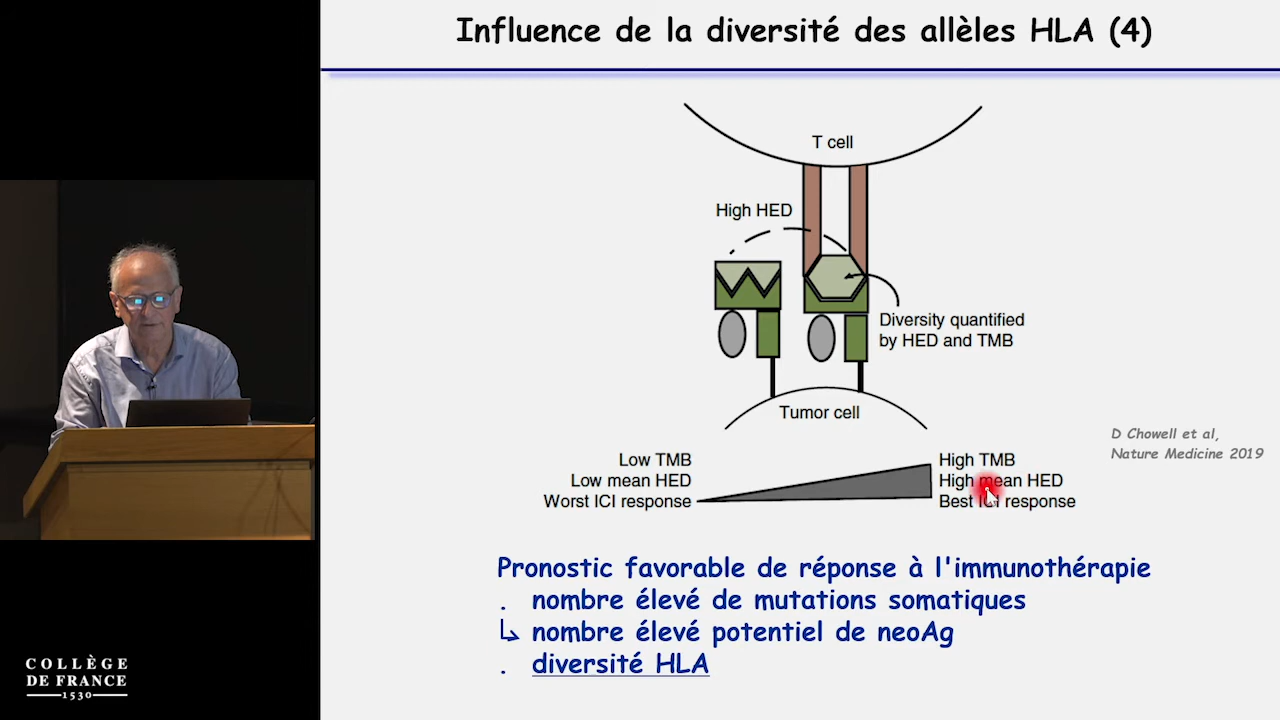 Influence de la diversité des allèles HLA (4)
T cell
High HED
Diversity quantified
by HED and TMB
Tumor cell
D Chowell et al,
Nature Medicine 2019
Low TMB
Low mean HED
Worst ICI response
High TMB
High mean HED
Best ICI response
Pronostic favorable de réponse à l'immunothérapie
. nombre élevé de mutations somatiques
↳ nombre élevé potentiel de neoAg
. diversité HLA
COLLÈGE
DE FRANCE
1530